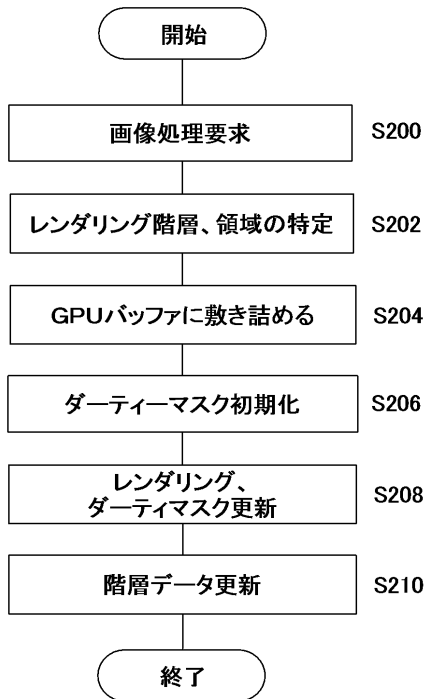 開始
画像処理要求 S200
レンダリング階層、領域の特定 S202
GPUバッファに敷き詰める S204
ダーティーマスク初期化 S206
レンダリング、
ダーティマスク更新 S208
階層データ更新 S210
終了